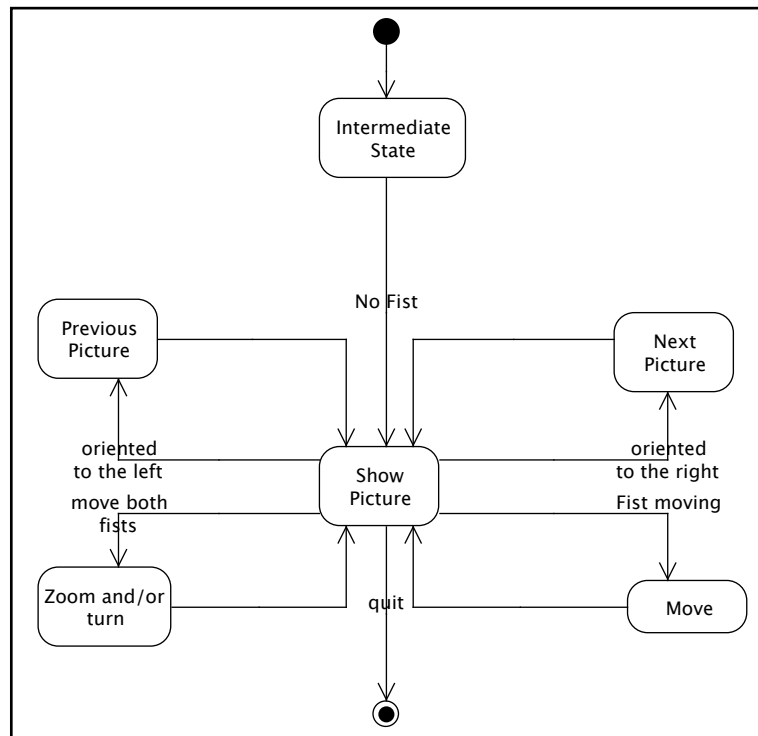 Intermediate
State
No Fist
Previous
Picture
Next
Picture
oriented
to the left
Show
Picture
oriented
to the right
move both
fists
Fist moving
Zoom and/or
turn
quit
Move